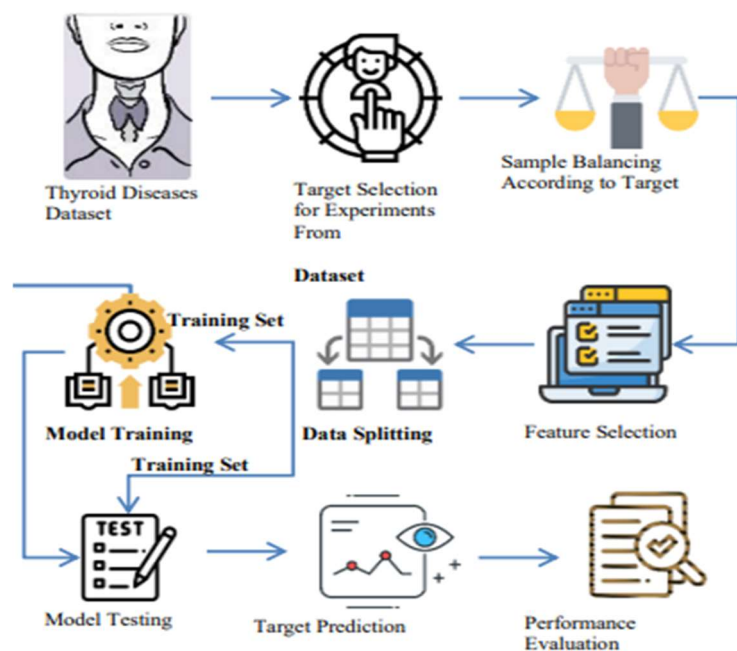 Thyroid Diseases
Dataset
Target Selection
for Experiments
From
Dataset
Sample Balancing
According to Target
Training Set
Model Training
Data Splitting
Feature Selection
Training Set
TEST
Model Testing
Target Prediction
Performance
Evaluation